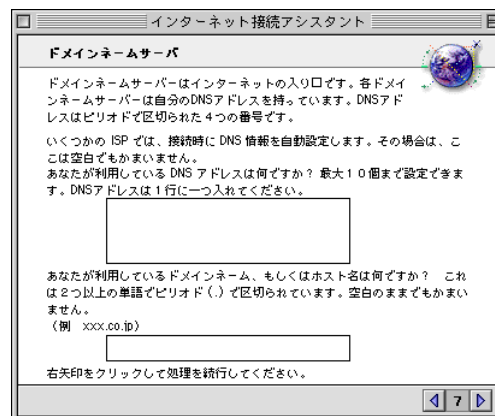 インターネット接続アシスタント
ドメインネームサーバ
ドメインネームサーバーはインターネットの入り口です。各ドメイ
ンネームサーバーは自分のDNSアドレスを持っています。DNSアド
レスはピリオドで区切られた４つの番号です。
いくつかの ISP では、接続時に DNS 情報を自動設定します。その場合は、こ
こは空白でもかまいません。
あなたが利用している DNS アドレスは何ですか？ 最大１０個まで設定できま
す。DNSアドレスは１行に一つ入れてください。
あなたが利用しているドメインネーム、もしくはホスト名は何ですか？ これ
は２つ以上の単語でピリオド（.）で区切られています。空白のままでもかまい
ません。
（例 xxx.co.jp）
右矢印をクリックして処理を続行してください。
7